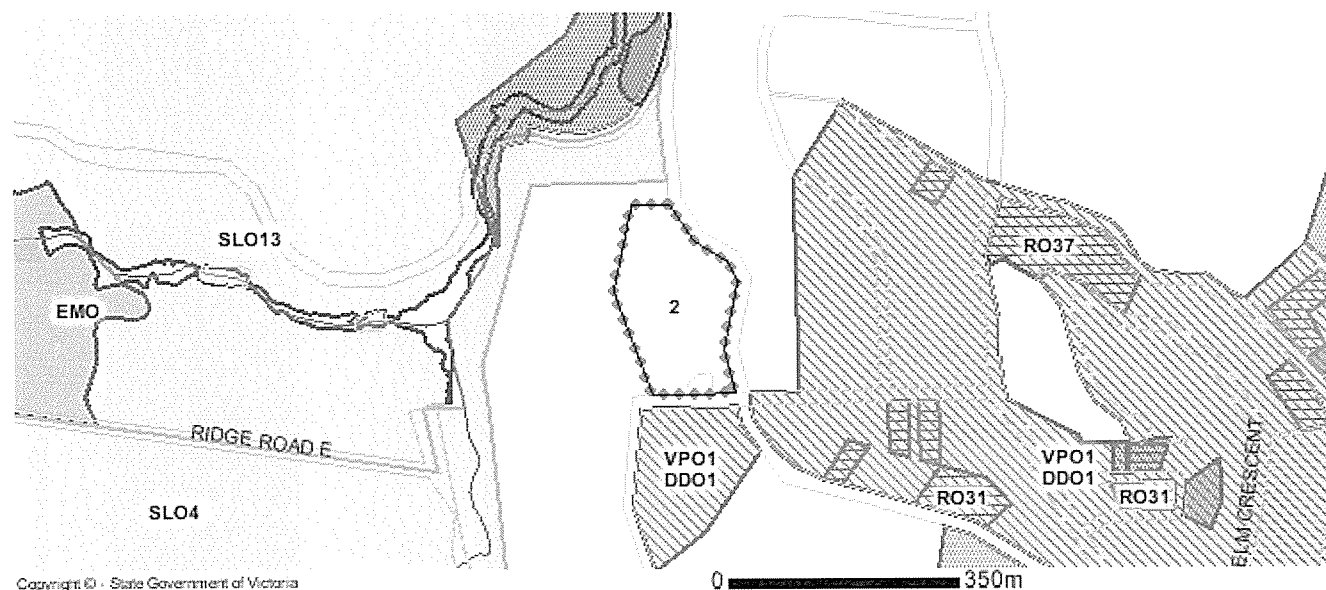 SLO13
RO37
EMO
2
RIDGE ROAD E
VPO1
DDO1
VPO1
DDO1
RO31
RO31
SLO4
ELM CRESCENT
Copyright © - State Government of Victoria
0 350m